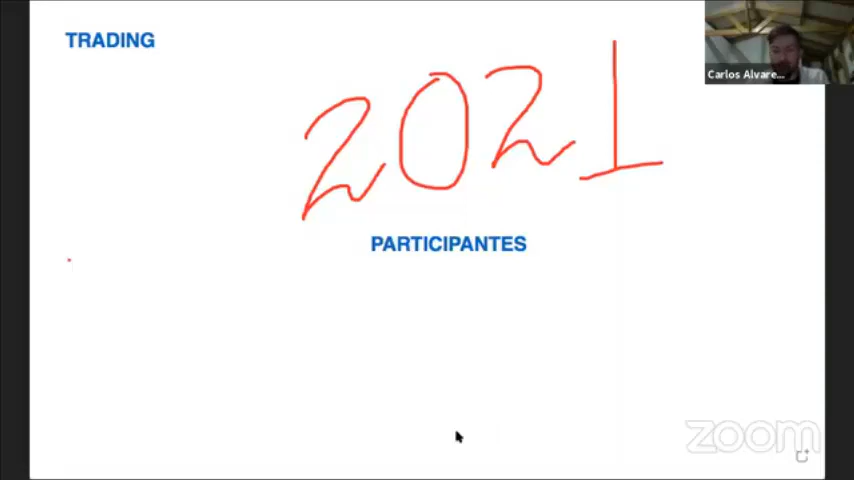 TRADING
2021
Carlos Alvare...
PARTICIPANTES
zoom